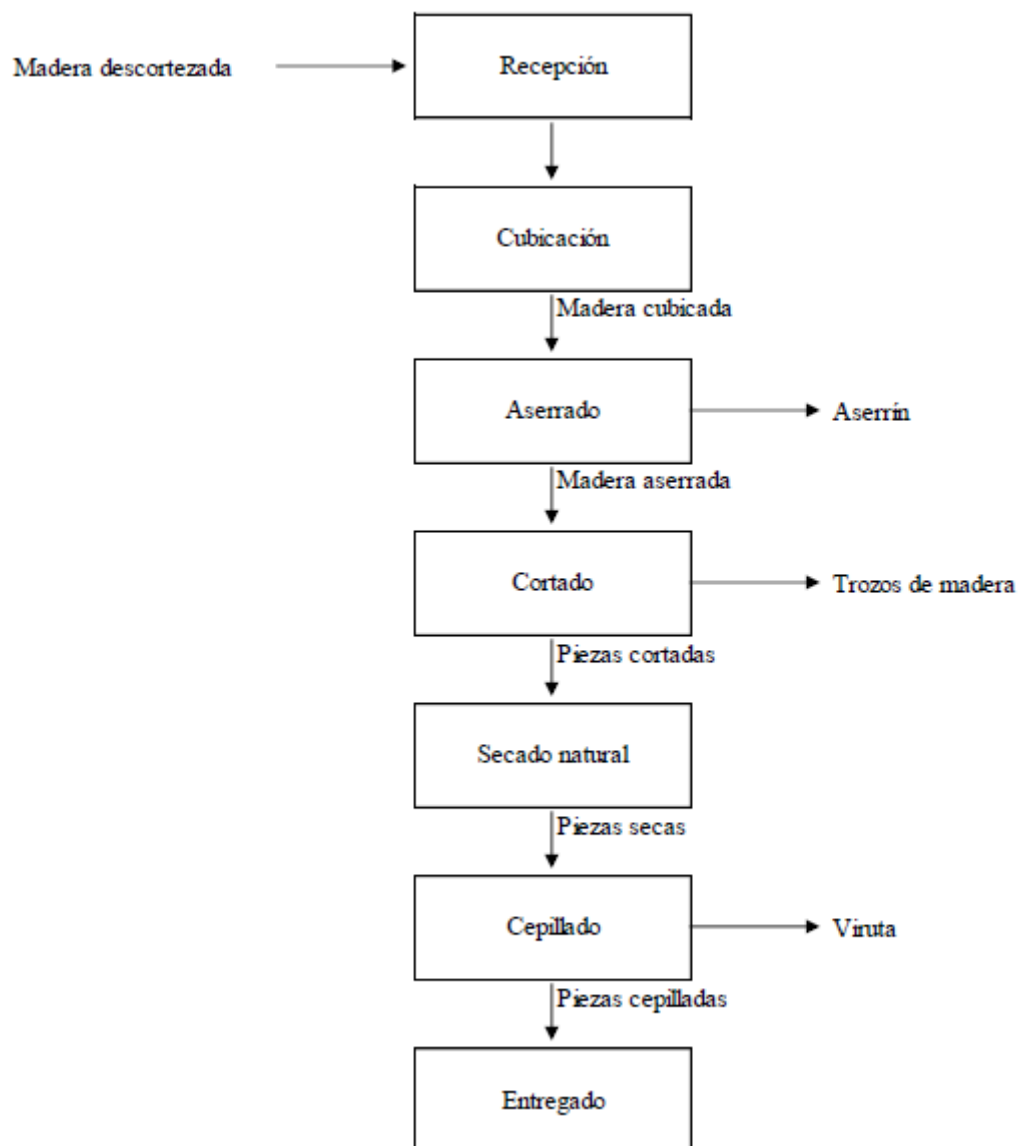 Madera descortezada
Recepción
Cubicación
Madera cubicada
Aserrado
Aserrín
Madera aserrada
Cortado
Trozos de madera
Piezas cortadas
Secado natural
Piezas secas
Cepillado
Viruta
Piezas cepilladas
Entregado